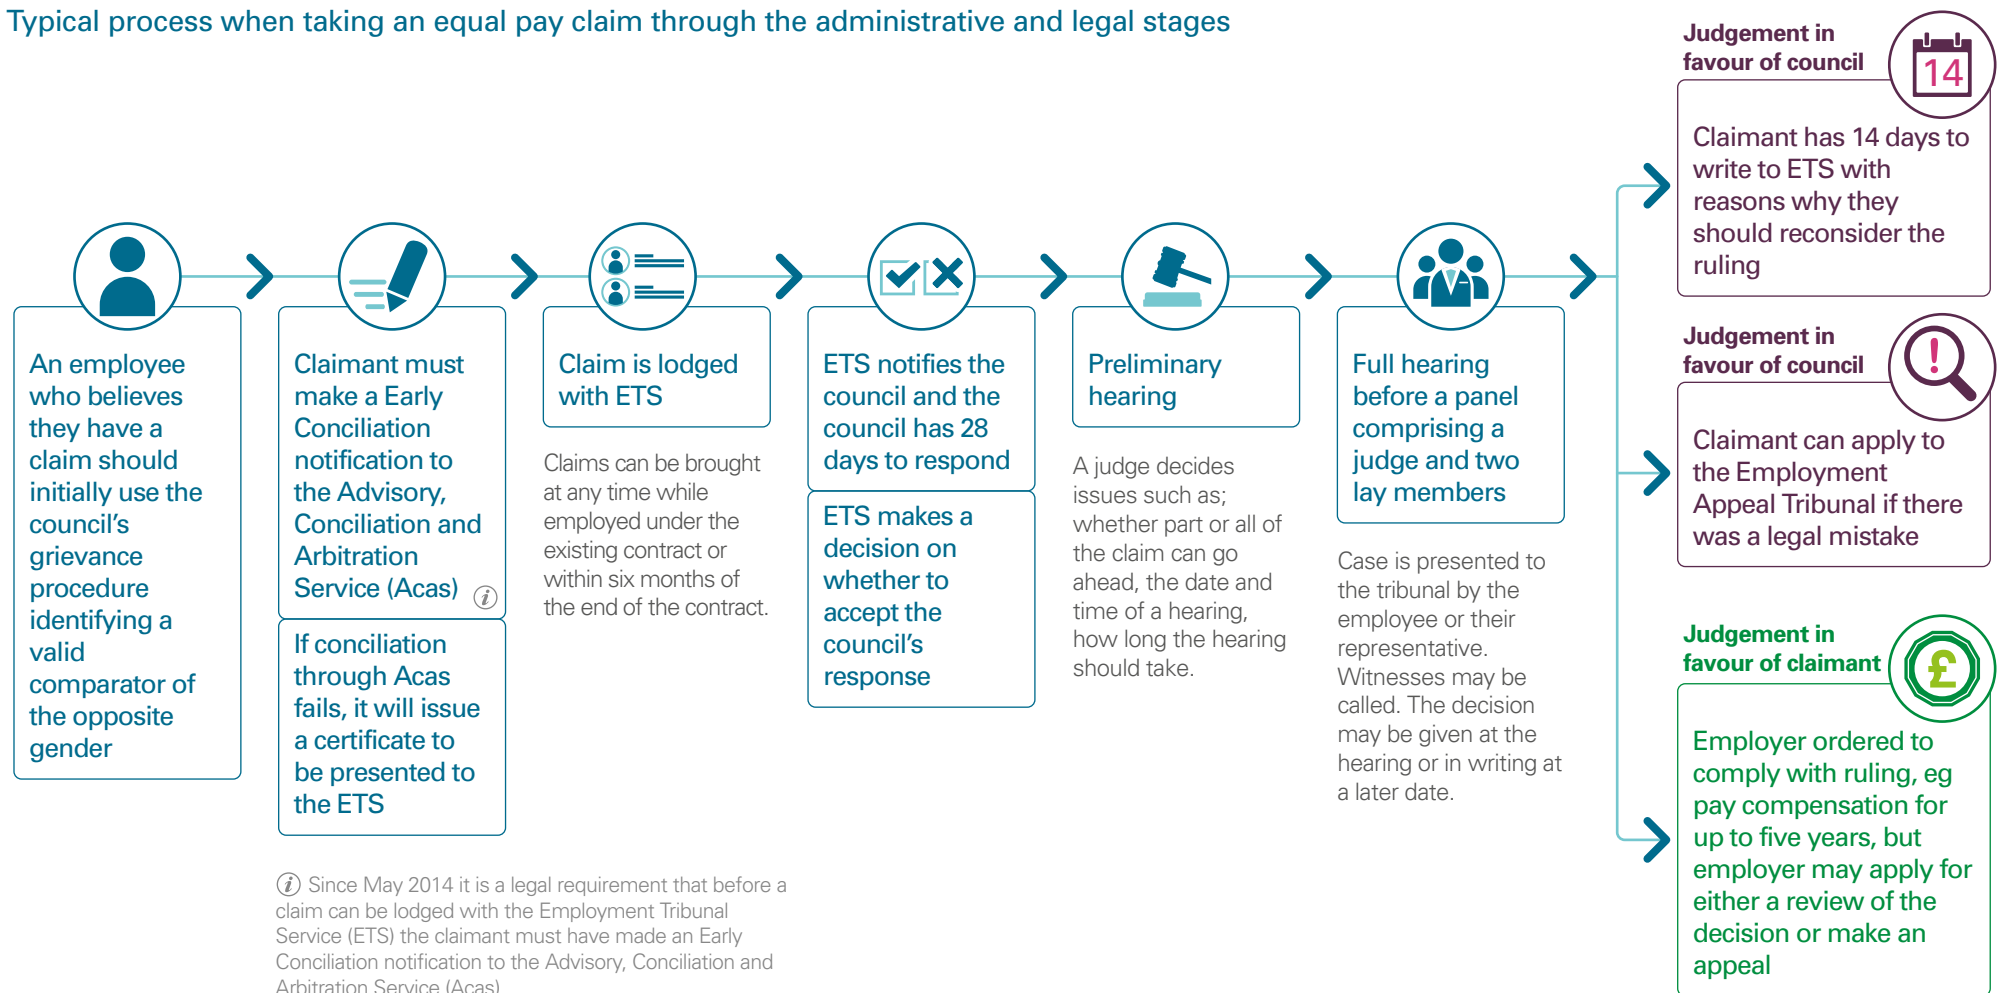 Typical process when taking an equal pay claim through the administrative and legal stages
An employee
who believes
they have a
claim should
initially use the
council’s
grievance
procedure
identifying a
valid
comparator of
the opposite
gender
Claimant must
make a Early
Conciliation
notification to
the Advisory,
Conciliation and
Arbitration
Service (Acas) i
If conciliation
through Acas
fails, it will issue
a certificate to
be presented to
the ETS
i Since May 2014 it is a legal requirement that before a
claim can be lodged with the Employment Tribunal
Service (ETS) the claimant must have made an Early
Conciliation notification to the Advisory, Conciliation and
Arbitration Service (Acas)
Claim is lodged
with ETS
Claims can be brought
at any time while
employed under the
existing contract or
within six months of
the end of the contract.
ETS notifies the
council and the
council has 28
days to respond
ETS makes a
decision on
whether to
accept the
council’s
response
Preliminary
hearing
A judge decides
issues such as;
whether part or all of
the claim can go
ahead, the date and
time of a hearing,
how long the hearing
should take.
Full hearing
before a panel
comprising a
judge and two
lay members
Case is presented to
the tribunal by the
employee or their
representative.
Witnesses may be
called. The decision
may be given at the
hearing or in writing at
a later date.
Judgement in
favour of council
14
Claimant has 14 days to
write to ETS with
reasons why they
should reconsider the
ruling
Judgement in
favour of council
!
Claimant can apply to
the Employment
Appeal Tribunal if there
was a legal mistake
Judgement in
favour of claimant
£
Employer ordered to
comply with ruling, eg
pay compensation for
up to five years, but
employer may apply for
either a review of the
decision or make an
appeal